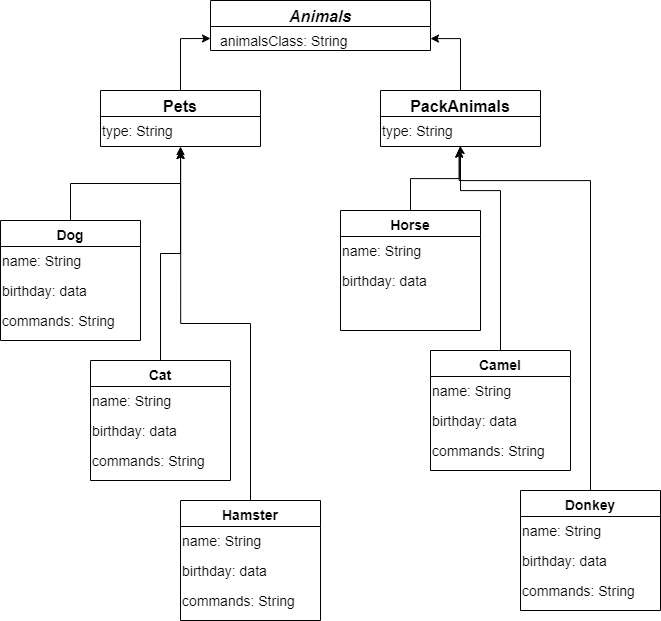 Animals
animalsClass: String
Pets
type: String
PackAnimals
type: String
Dog
name: String
birthday: data
commands: String
Horse
name: String
birthday: data
Cat
name: String
birthday: data
commands: String
Camel
name: String
birthday: data
commands: String
Hamster
name: String
birthday: data
commands: String
Donkey
name: String
birthday: data
commands: String